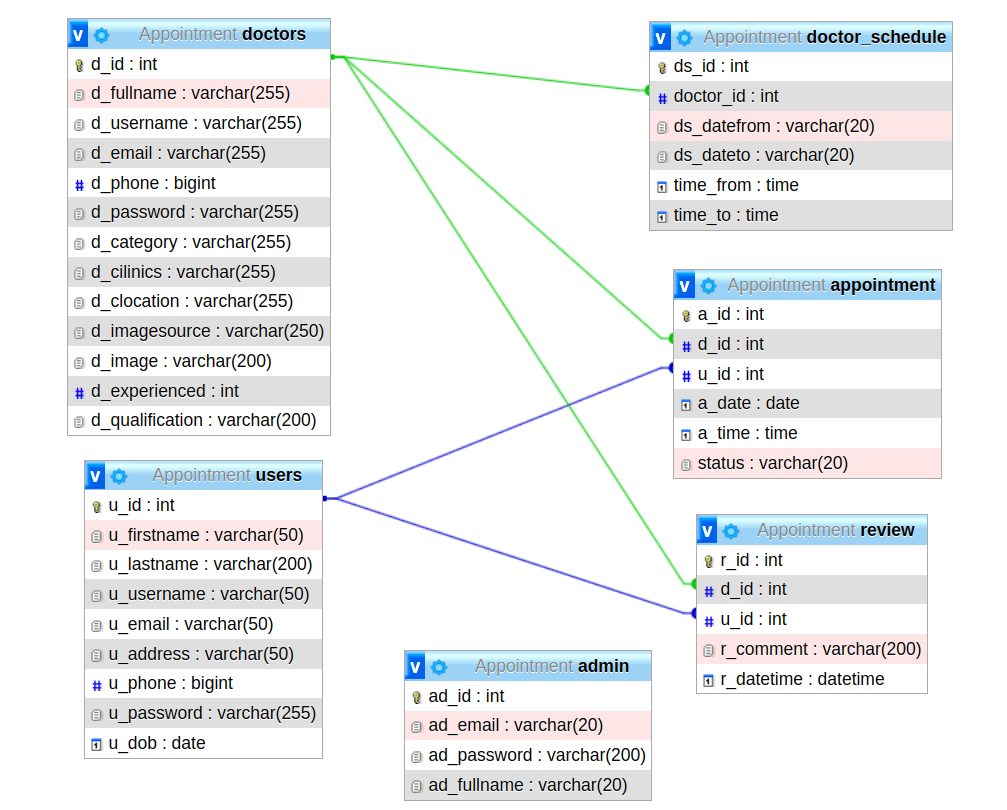 v Appointment doctors
d_id : int
d_fullname : varchar(255)
d_username : varchar(255)
d_email : varchar(255)
# d_phone : bigint
d_password : varchar(255)
d_category : varchar(255)
d_cilinics : varchar(255)
d_clocation : varchar(255)
d_imagesource : varchar(250)
d_image : varchar(200)
# d_experienced : int
d_qualification : varchar(200)
v Appointment doctor_schedule
ds_id : int
# doctor_id : int
ds_datefrom : varchar(20)
ds_dateto : varchar(20)
time_from : time
time_to : time
v Appointment appointment
a_id : int
# d_id : int
# u_id : int
a_date : date
a_time : time
status : varchar(20)
v Appointment users
u_id : int
u_firstname : varchar(50)
u_lastname : varchar(200)
u_username : varchar(50)
u_email : varchar(50)
u_address : varchar(50)
# u_phone : bigint
u_password : varchar(255)
u_dob : date
v Appointment review
r_id : int
# d_id : int
# u_id : int
r_comment : varchar(200)
r_datetime : datetime
v Appointment admin
ad_id : int
ad_email : varchar(20)
ad_password : varchar(200)
ad_fullname : varchar(20)